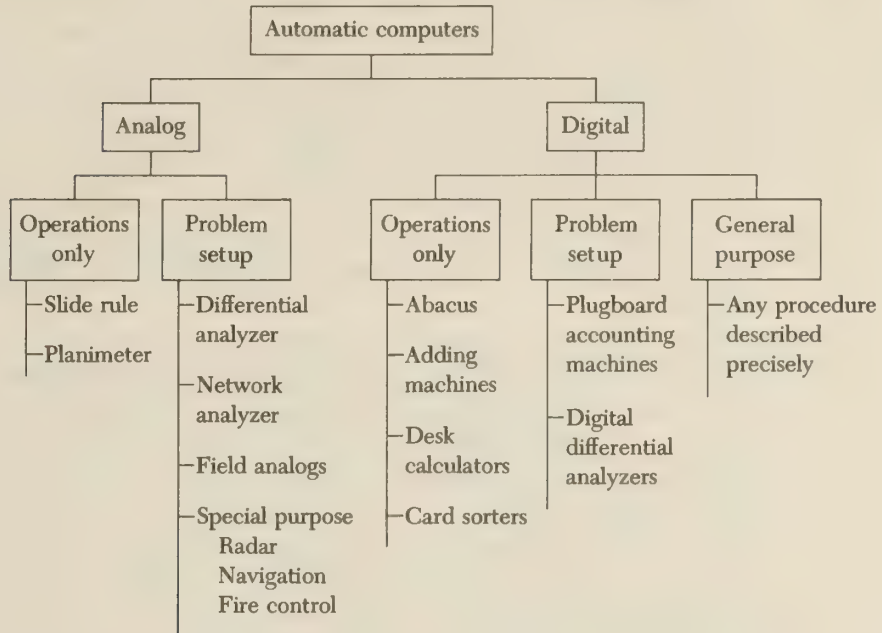 Automatic computers
Analog
Digital
Operations
only
Problem
setup
Operations
only
Problem
setup
General
purpose
Slide rule
Planimeter
Differential
analyzer
Network
analyzer
Field analogs
Special purpose
Radar
Navigation
Fire control
Abacus
Adding
machines
Desk
calculators
Card sorters
Plugboard
accounting
machines
Digital
differential
analyzers
Any procedure
described
precisely